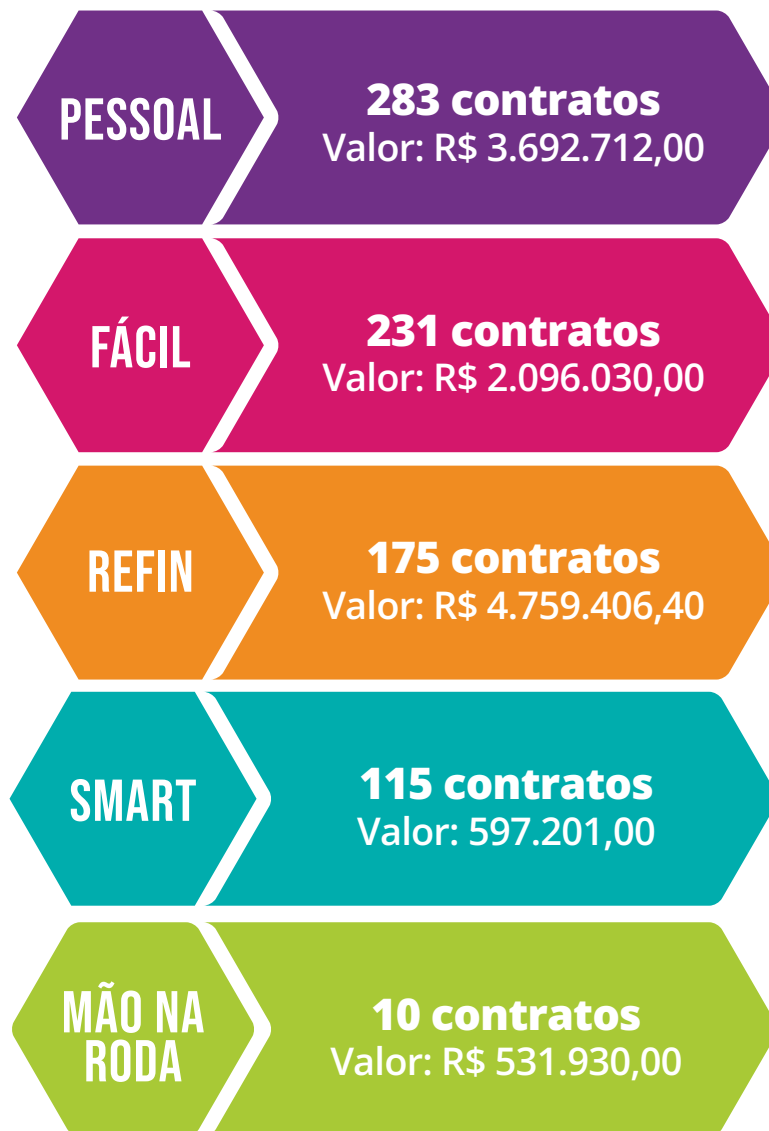 PESSOAL
283 contratos
Valor: R$ 3.692.712,00
FÁCIL
231 contratos
Valor: R$ 2.096.030,00
REFIN
175 contratos
Valor: R$ 4.759.406,40
SMART
115 contratos
Valor: 597.201,00
MÃO NA
RODA
10 contratos
Valor: R$ 531.930,00